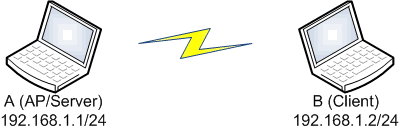 A (AP/Server)
192.168.1.1/24
B (Client)
192.168.1.2/24